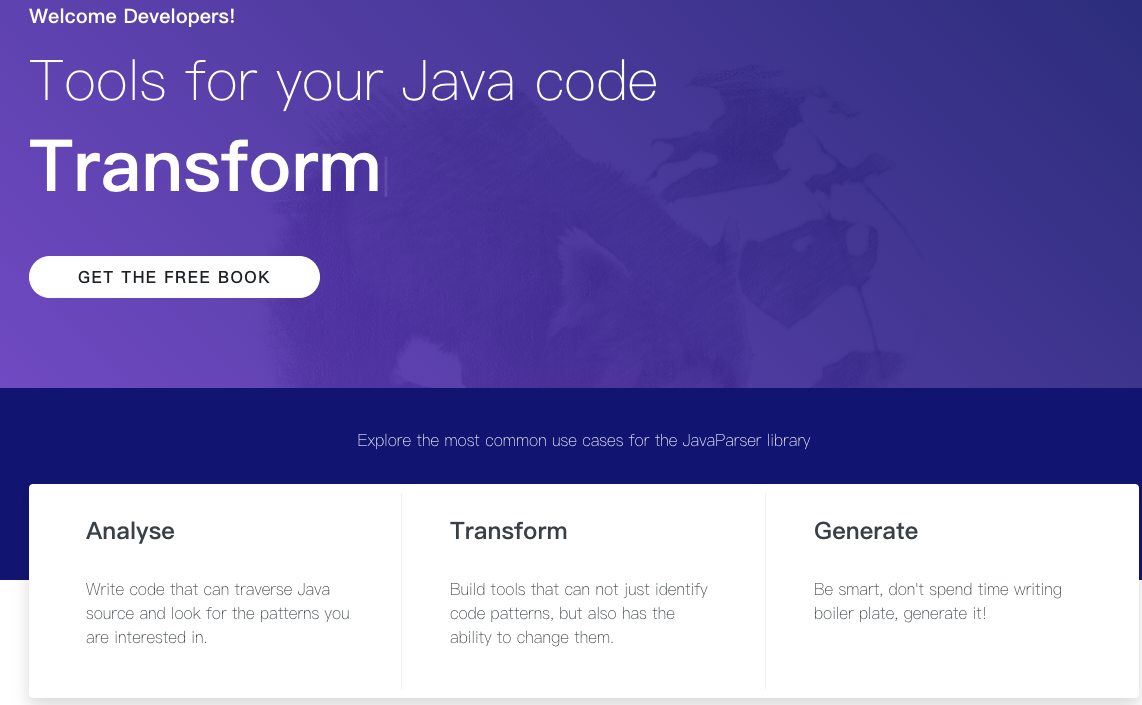 Welcome Developers!
Tools for your Java code
Transform
GET THE FREE BOOK
Explore the most common use cases for the JavaParser library
Analyse
Write code that can traverse Java
source and look for the patterns you
are interested in.
Transform
Build tools that can not just identify
code patterns, but also has the
ability to change them.
Generate
Be smart, don't spend time writing
boiler plate, generate it!